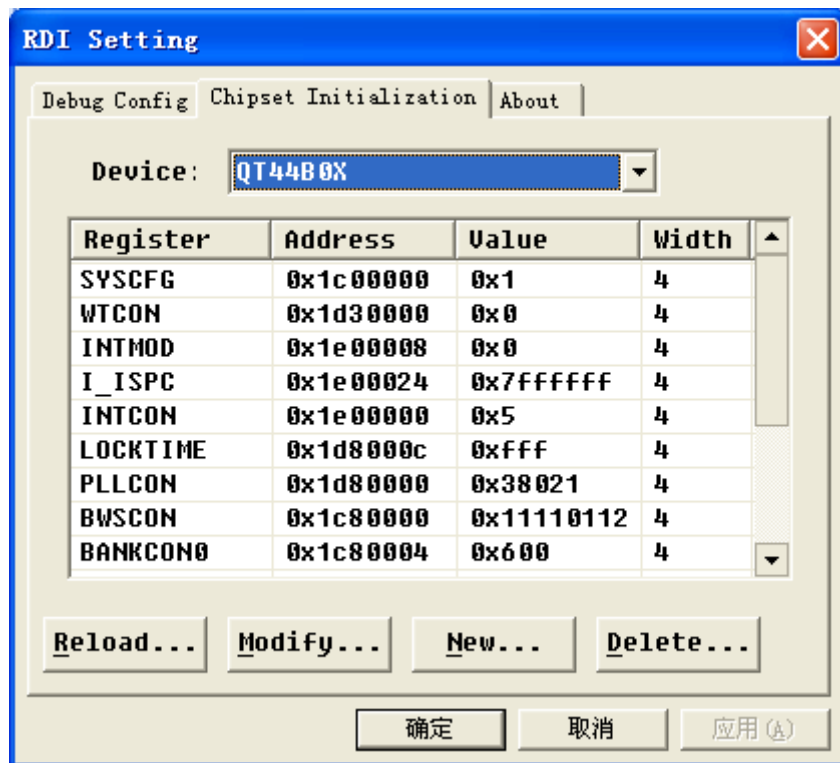 RDI Setting
Debug Config Chipset Initialization About
Device: QT44B0X
Register Address Value Width
SYSCFG 0x1c00000 0x1 4
WTCON 0x1d30000 0x0 4
INTMOD 0x1e00008 0x0 4
I_ISPC 0x1e00024 0x7ffffff 4
INTCON 0x1e00000 0x5 4
LOCKTIME 0x1d8000c 0xfff 4
PLLCON 0x1d80000 0x38021 4
BWSCON 0x1c80000 0x11110112 4
BANKCON0 0x1c80004 0x600 4
Reload... Modify... New... Delete...
确定 取消 应用(A)